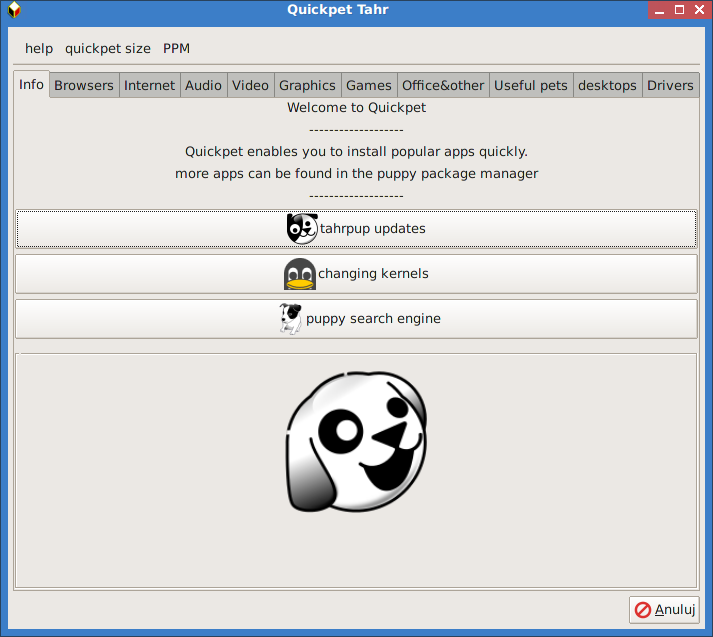 Quickpet Tahr
help quickpet size PPM
Info Browsers Internet Audio Video Graphics Games Office&other Useful pets desktops Drivers
Welcome to Quickpet
-------------------
Quickpet enables you to install popular apps quickly.
more apps can be found in the puppy package manager
-------------------
tahrpup updates
changing kernels
puppy search engine
Anuluj